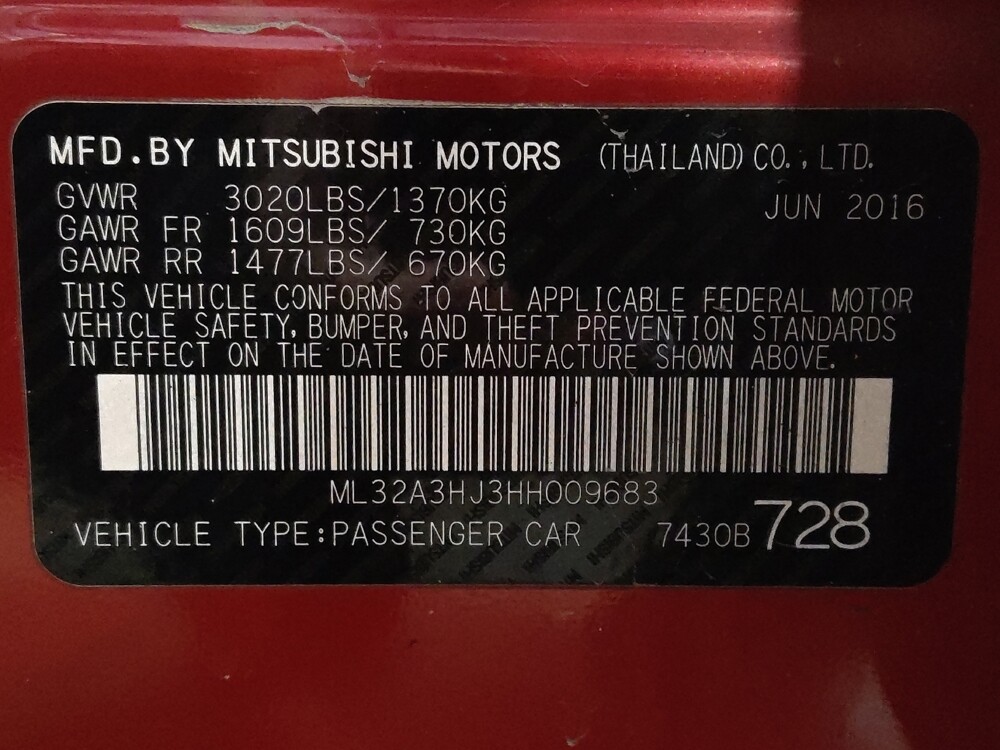 MFD.BY MITSUBISHI MOTORS (THAILAND) CO., LTD.
GVWR 3020LBS/1370KG JUN 2016
GAWR FR 1609LBS/ 730KG
GAWR RR 1477LBS/ 670KG
THIS VEHICLE CONFORMS TO ALL APPLICABLE FEDERAL MOTOR
VEHICLE SAFETY, BUMPER, AND THEFT PREVENTION STANDARDS
IN EFFECT ON THE DATE OF MANUFACTURE SHOWN ABOVE.
ML32A3HJ3HH009683
VEHICLE TYPE:PASSENGER CAR 7430B 728